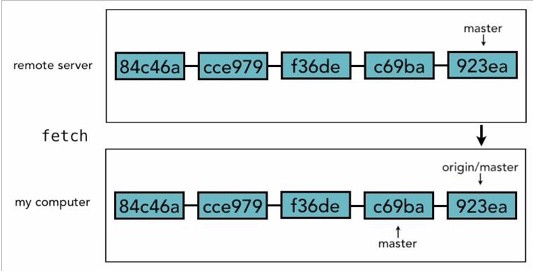 master
remote server
84c46a cce979 f36de c69ba 923ea
fetch
origin/master
my computer
84c46a cce979 f36de c69ba 923ea
master